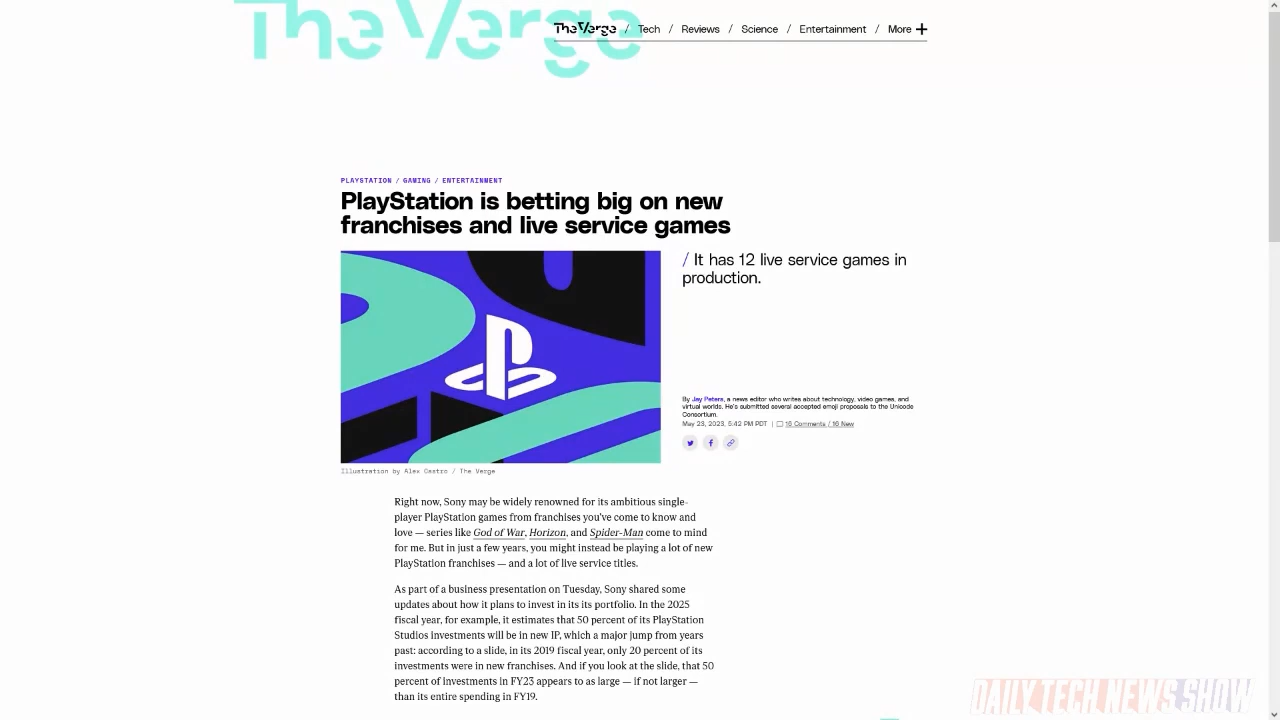 The Verge
The Verge / Tech / Reviews / Science / Entertainment / More
PLAYSTATION / GAMING / ENTERTAINMENT
PlayStation is betting big on new
franchises and live service games
/ It has 12 live service games in
production.
By Jay Peters, a news editor who writes about technology, video games, and
virtual worlds. He's submitted several accepted emoji proposals to the Unicode
Consortium.
May 23, 2023, 5:42 PM PDT | 16 Comments / 16 New
Illustration by Alex Castro / The Verge
Right now, Sony may be widely renowned for its ambitious single-
player PlayStation games from franchises you've come to know and
love — series like God of War, Horizon, and Spider-Man come to mind
for me. But in just a few years, you might instead be playing a lot of new
PlayStation franchises — and a lot of live service titles.
As part of a business presentation on Tuesday, Sony shared some
updates about how it plans to invest in its its portfolio. In the 2025
fiscal year, for example, it estimates that 50 percent of its PlayStation
Studios investments will be in new IP, which a major jump from years
past: according to a slide, in its 2019 fiscal year, only 20 percent of its
investments were in new franchises. And if you look at the slide, that 50
percent of investments in FY23 appears to as large — if not larger —
than its entire spending in FY19.
DAILY TECH NEWS SHOW